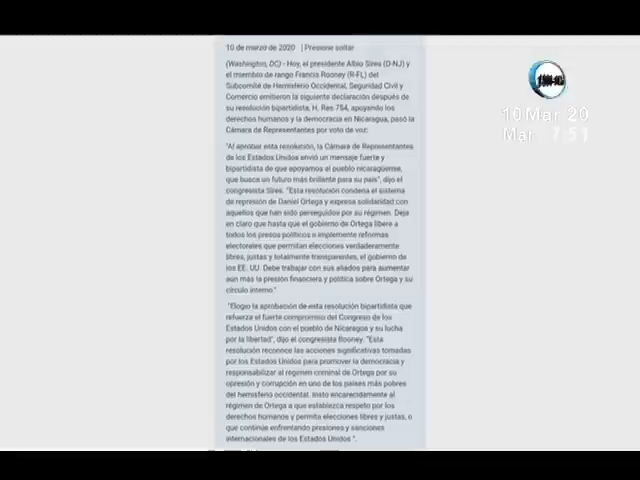 10 de marzo de 2020 | Presione soltar
(Washington, DC) - Hoy, el presidente Albio Sires (D-NJ) y
el miembro de rango Francis Rooney (R-FL) del
Subcomité de Hemisferio Occidental, Seguridad Civil y
Comercio emitieron la siguiente declaración después de
su resolución bipartidista, H. Res 754, apoyando los
derechos humanos y la democracia en Nicaragua, pasó la
Cámara de Representantes por voto de voz:
"Al aprobar esta resolución, la Cámara de Representantes
de los Estados Unidos envió un mensaje fuerte y
bipartidista de que apoyamos al pueblo nicaragüense,
que busca un futuro más brillante para su país", dijo el
congresista Sires. "Esta resolución condena el sistema
de represión de Daniel Ortega y expresa solidaridad con
aquellos que han sido perseguidos por su régimen. Deja
en claro que hasta que el gobierno de Ortega libere a
todos los presos políticos e implemente reformas
electorales que permitan elecciones verdaderamente
libres, justas y totalmente transparentes, el gobierno de
los EE. UU. Debe trabajar con sus aliados para aumentar
aún más la presión financiera y política sobre Ortega y su
círculo interno."
"Elogio la aprobación de esta resolución bipartidista que
refuerza el fuerte compromiso del Congreso de los
Estados Unidos con el pueblo de Nicaragua y su lucha
por la libertad", dijo el congresista Rooney. "Esta
resolución reconoce las acciones significativas tomadas
por los Estados Unidos para promover la democracia y
responsabilizar al régimen criminal de Ortega por su
opresión y corrupción en uno de los países más pobres
del hemisferio occidental. Insto encarecidamente al
régimen de Ortega a que establezca respeto por los
derechos humanos y permita elecciones libres y justas, o
que continúe enfrentando presiones y sanciones
internacionales de los Estados Unidos ".
10 Mar 20
Mar 7:51